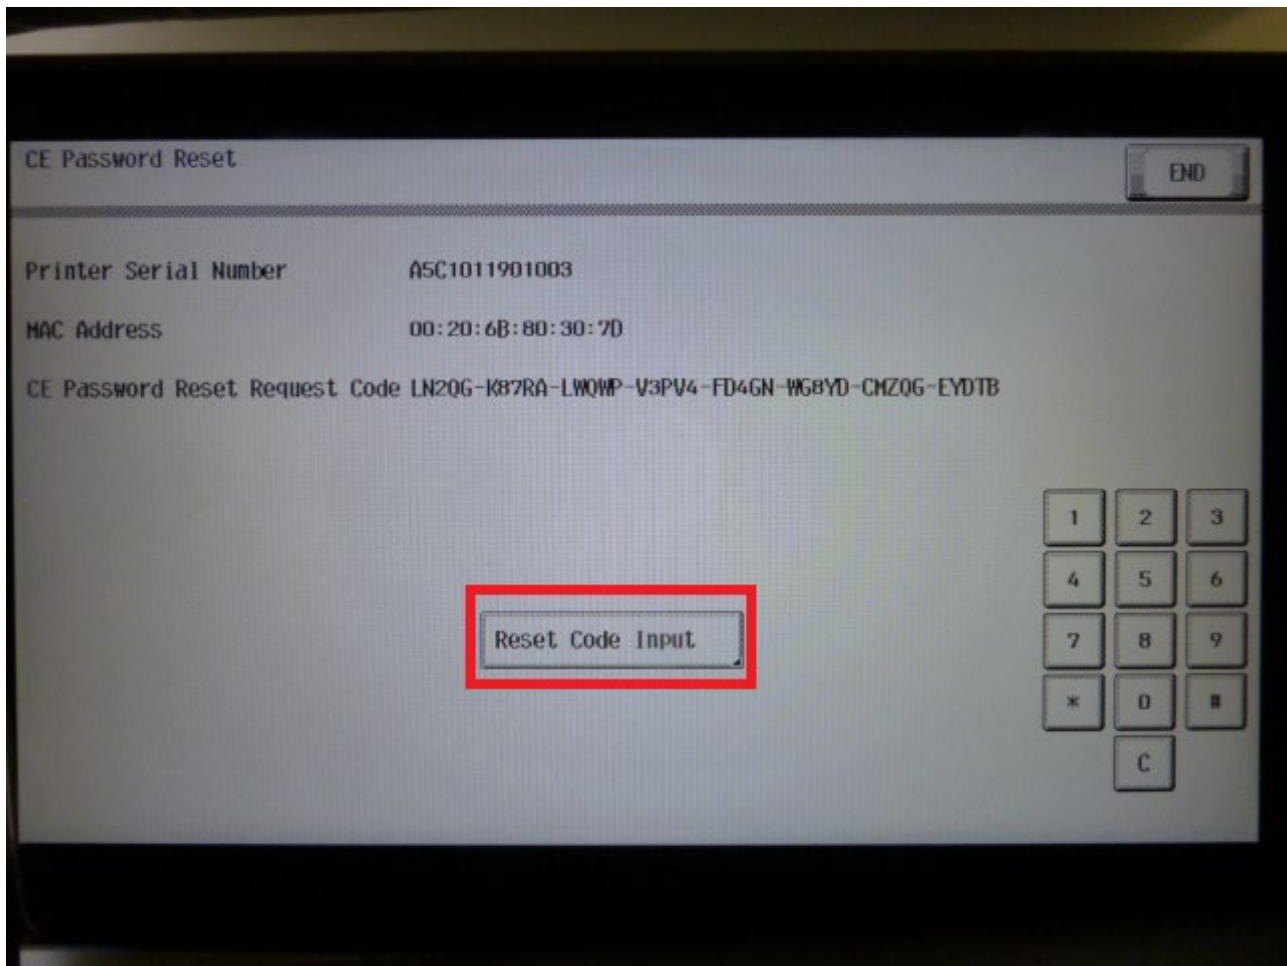 CE Password Reset
END
Printer Serial Number A5C1011901003
MAC Address 00:20:6B:80:30:7D
CE Password Reset Request Code LN2QG-K87RA-LWQWP-V3PV4-FD4GN-WG8YD-CMZQG-EYDTB
1 2 3
4 5 6
Reset Code Input
7 8 9
* 0 #
C